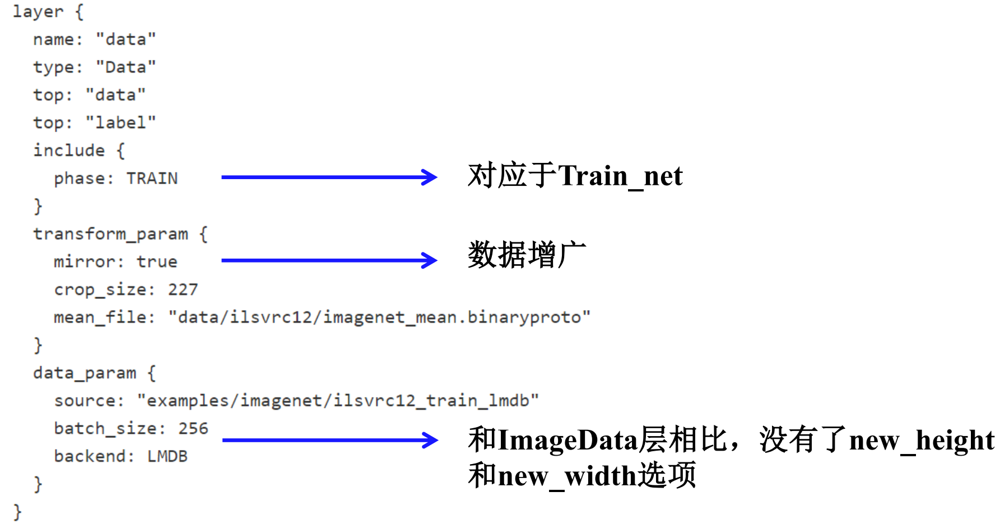 layer {
name: "data"
type: "Data"
top: "data"
top: "label"
include {
phase: TRAIN
对应于Train_net
}
transform_param {
数据增广
mirror: true
crop_size: 227
mean_file: "data/ilsvrc12/imagenet_mean.binaryproto"
}
data_param {
source: "examples/imagenet/ilsvrc12_train_lmdb"
batch_size: 256
和ImageData层相比，没有了new_height
backend: LMDB
和new_width选项
}
}